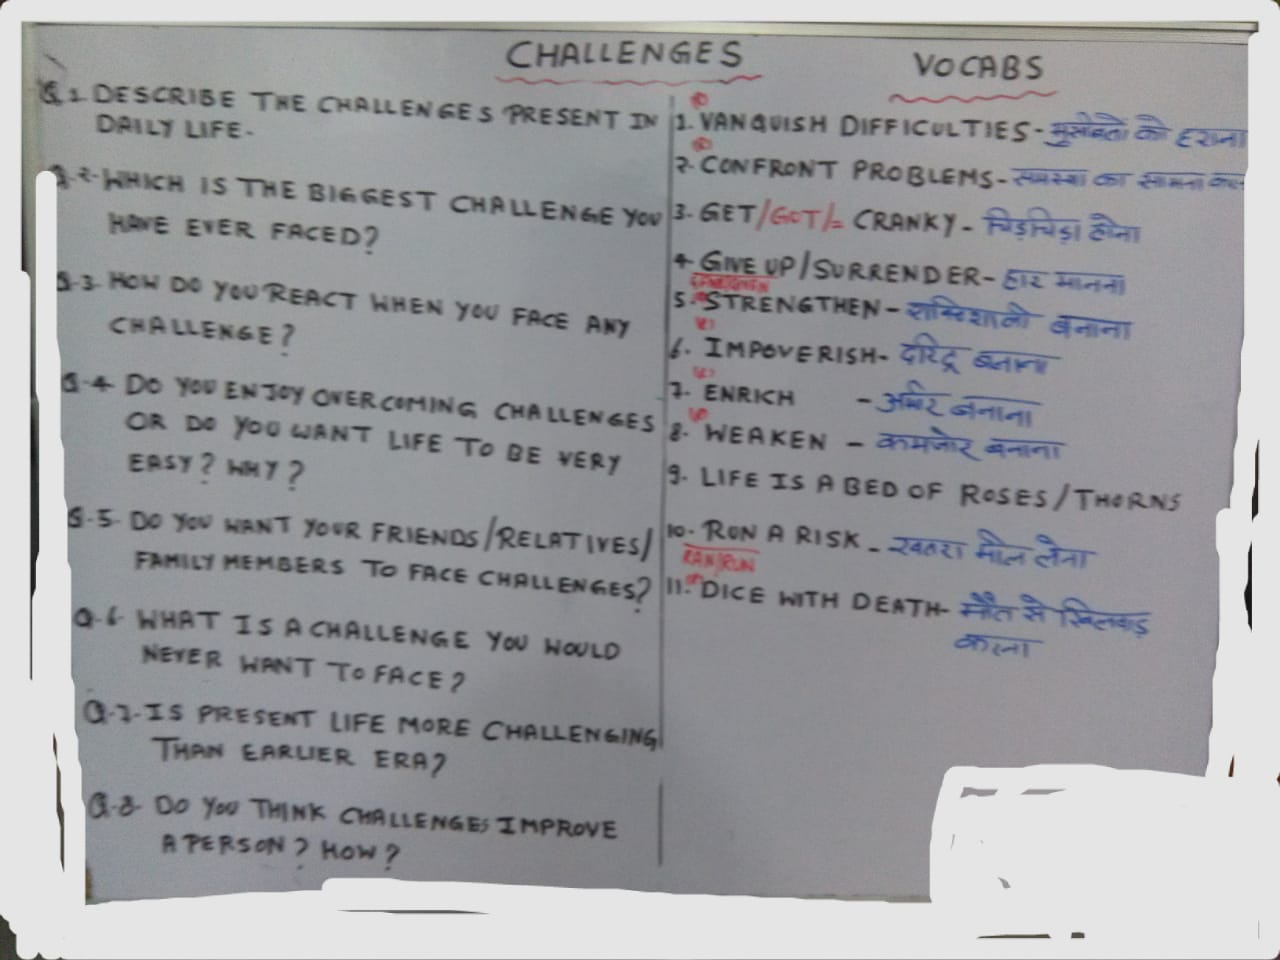 CHALLENGES
Q.1. DESCRIBE THE CHALLENGES PRESENT IN
DAILY LIFE.
Q.2. WHICH IS THE BIGGEST CHALLENGE YOU
HAVE EVER FACED?
Q.3. HOW DO YOU REACT WHEN YOU FACE ANY
CHALLENGE?
Q.4. DO YOU ENJOY OVERCOMING CHALLENGES
OR DO YOU WANT LIFE TO BE VERY
EASY? WHY?
Q.5. DO YOU WANT YOUR FRIENDS/RELATIVES/
FAMILY MEMBERS TO FACE CHALLENGES?
Q.6. WHAT IS A CHALLENGE YOU WOULD
NEVER WANT TO FACE?
Q.7. IS PRESENT LIFE MORE CHALLENGING
THAN EARLIER ERA?
Q.8. DO YOU THINK CHALLENGES IMPROVE
A PERSON? HOW?
VOCABS
1. VANQUISH DIFFICULTIES - मुसीबतो को हराना
2. CONFRONT PROBLEMS - समस्या का सामना
3. GET/GOT/= CRANKY - चिड़चिड़ा होना
4. GIVE UP/SURRENDER - हार मानना
5. STRENGTHEN - शक्तिशाली बनाना
6. IMPOVERISH - दरिद्र बनाना
7. ENRICH - अमीर बनाना
8. WEAKEN - कमजोर बनाना
9. LIFE IS A BED OF ROSES/THORNS
10. RUN A RISK - खतरा मोल लेना
RAN/RUN
11. DICE WITH DEATH - मौत से खिलवाड़
करना